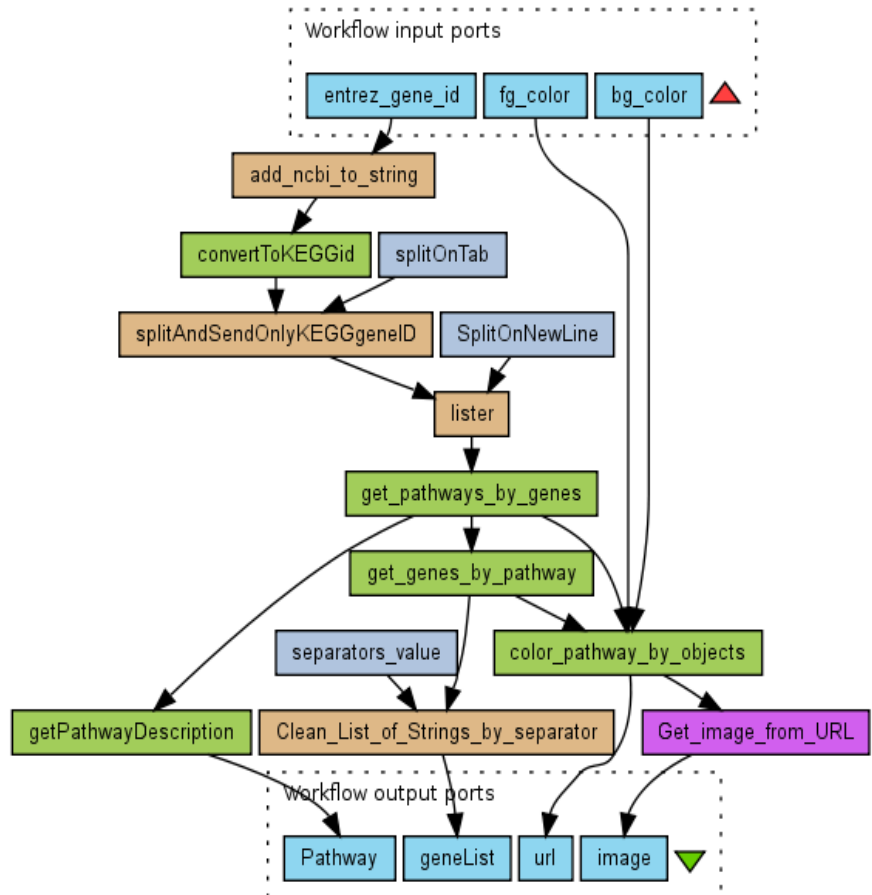 Workflow input ports
entrez_gene_id fg_color bg_color
add_ncbi_to_string
convertToKEGGid splitOnTab
splitAndSendOnlyKEGGgeneID SplitOnNewLine
lister
get_pathways_by_genes
get_genes_by_pathway
separators_value color_pathway_by_objects
getPathwayDescription Clean_List_of_Strings_by_separator Get_image_from_URL
Workflow output ports
Pathway geneList url image